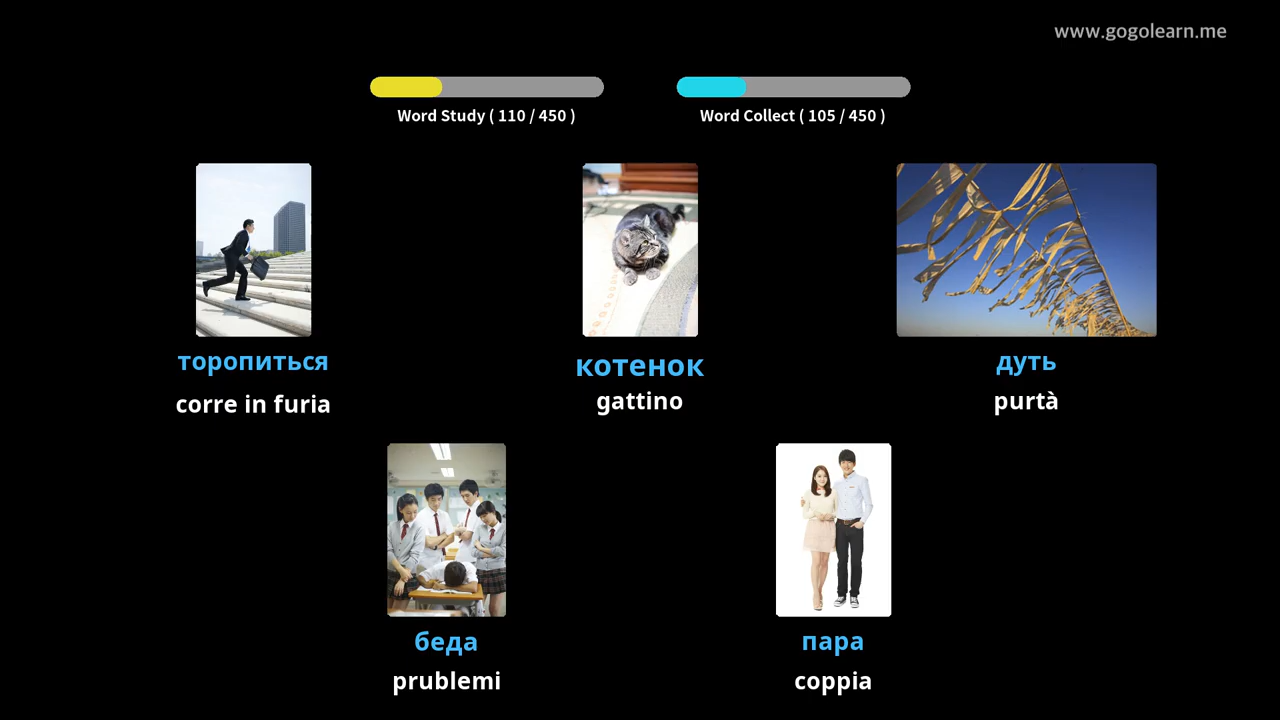 www.gogolearn.me
Word Study ( 110 / 450 )
Word Collect ( 105 / 450 )
торопиться
corre in furia
котенок
gattino
дуть
purtà
беда
prublemi
пара
coppia